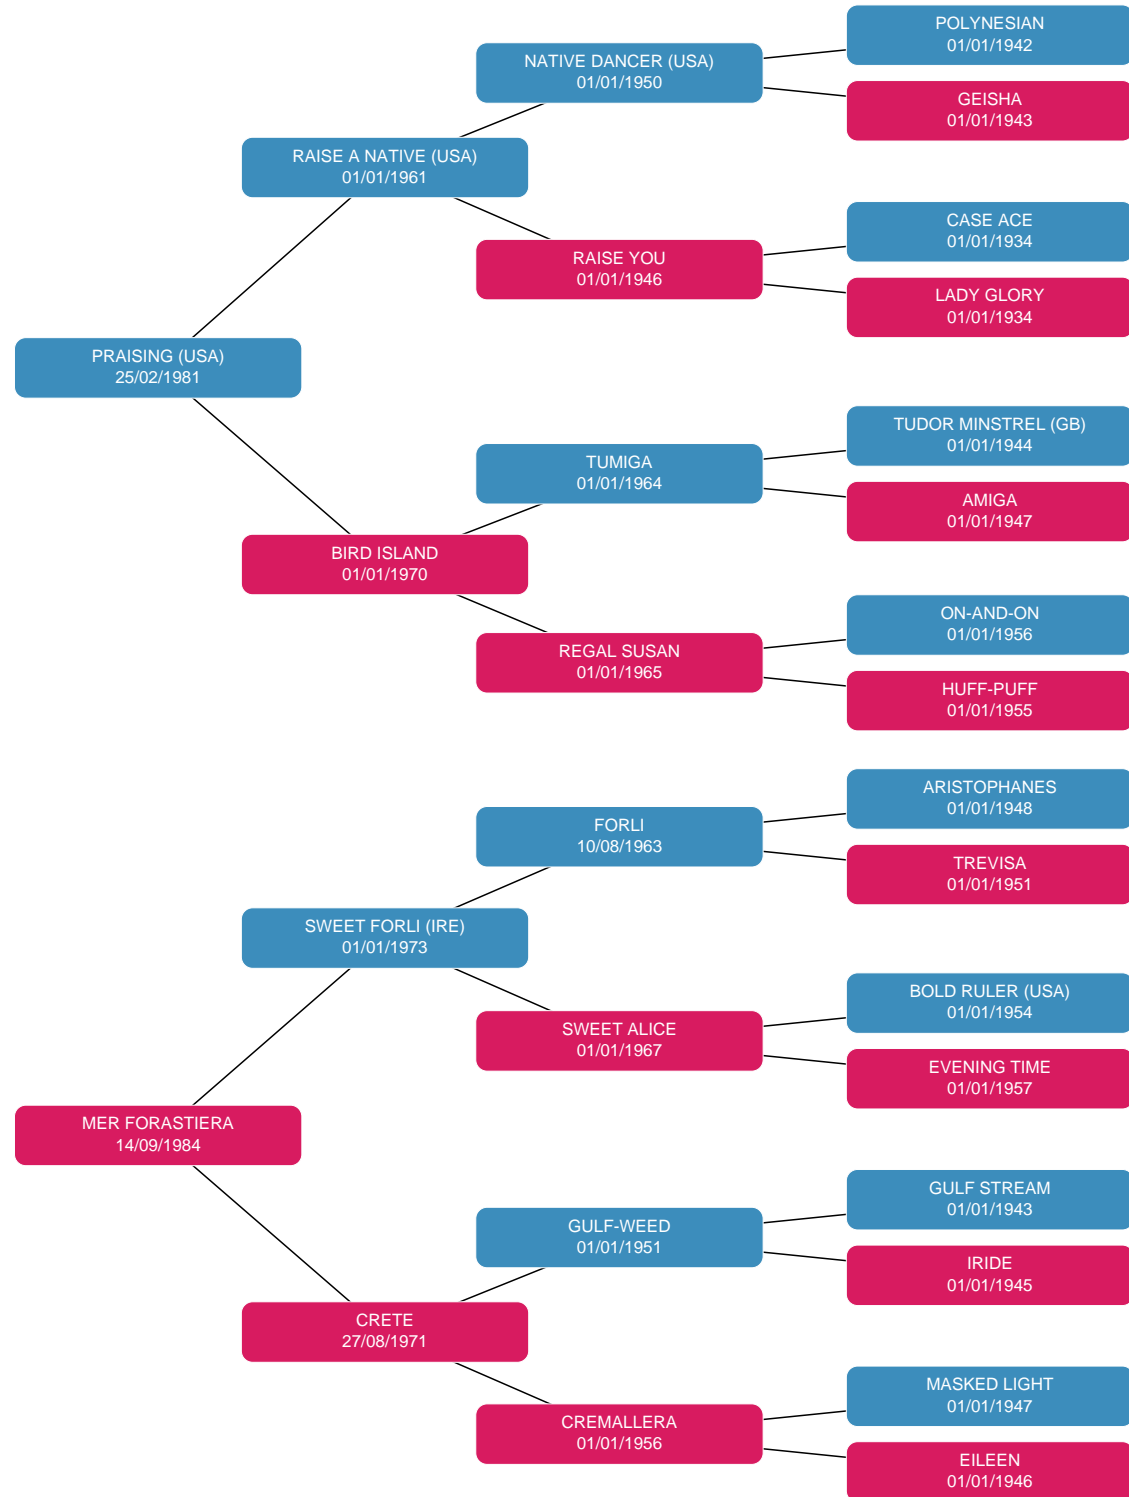 POLYNESIAN
01/01/1942
NATIVE DANCER (USA)
01/01/1950
GEISHA
01/01/1943
RAISE A NATIVE (USA)
01/01/1961
CASE ACE
01/01/1934
RAISE YOU
01/01/1946
LADY GLORY
01/01/1934
PRAISING (USA)
25/02/1981
TUDOR MINSTREL (GB)
01/01/1944
TUMIGA
01/01/1964
AMIGA
01/01/1947
BIRD ISLAND
01/01/1970
ON-AND-ON
01/01/1956
REGAL SUSAN
01/01/1965
HUFF-PUFF
01/01/1955
ARISTOPHANES
01/01/1948
FORLI
10/08/1963
TREVISA
01/01/1951
SWEET FORLI (IRE)
01/01/1973
BOLD RULER (USA)
01/01/1954
SWEET ALICE
01/01/1967
EVENING TIME
01/01/1957
MER FORASTIERA
14/09/1984
GULF STREAM
01/01/1943
GULF-WEED
01/01/1951
IRIDE
01/01/1945
CRETE
27/08/1971
MASKED LIGHT
01/01/1947
CREMALLERA
01/01/1956
EILEEN
01/01/1946